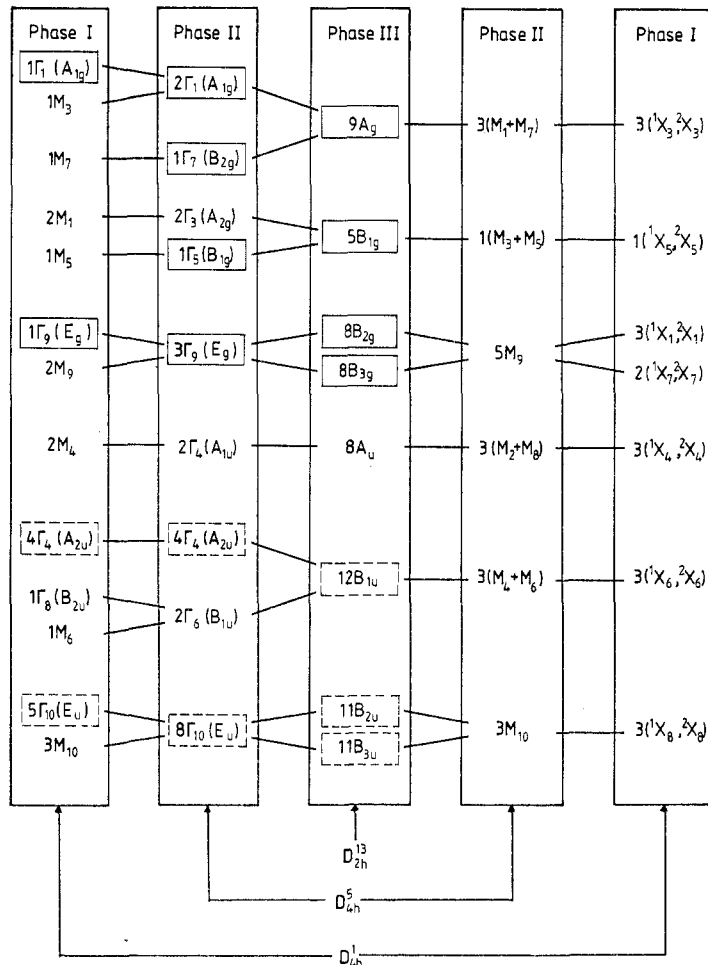 Phase I Phase II Phase III Phase II Phase I
1Γ₁ (A₁g) 2Γ₁ (A₁g)
1M₃
9Ag 3(M₁+M₇) 3(¹X₃,²X₃)
1M₇ 1Γ₇ (B₂g)
2M₁ 2Γ₃ (A₂g)
5B₁g 1(M₃+M₅) 1(¹X₅,²X₅)
1M₅ 1Γ₅(B₁g)
1Γ₉ (Eg) 8B₂g 3(¹X₁,²X₁)
3Γ₉ (Eg) 5M₉
2M₉ 8B₃g 2(¹X₇,²X₇)
2M₄ 2Γ₄(A₁u) 8Aᵤ 3(M₂+M₈) 3(¹X₄,²X₄)
4Γ₄(A₂u) 4Γ₄(A₂u)
12B₁u 3(M₄+M₆) 3(¹X₆,²X₆)
1Γ₈(B₂u)
2Γ₆(B₁u)
1M₆
5Γ₁₀(Eᵤ) 11B₂u
8Γ₁₀(Eᵤ) 3M₁₀ 3(¹X₈,²X₈)
3M₁₀ 11B₃u
D¹³₂h
D⁵₄h
D¹₄h